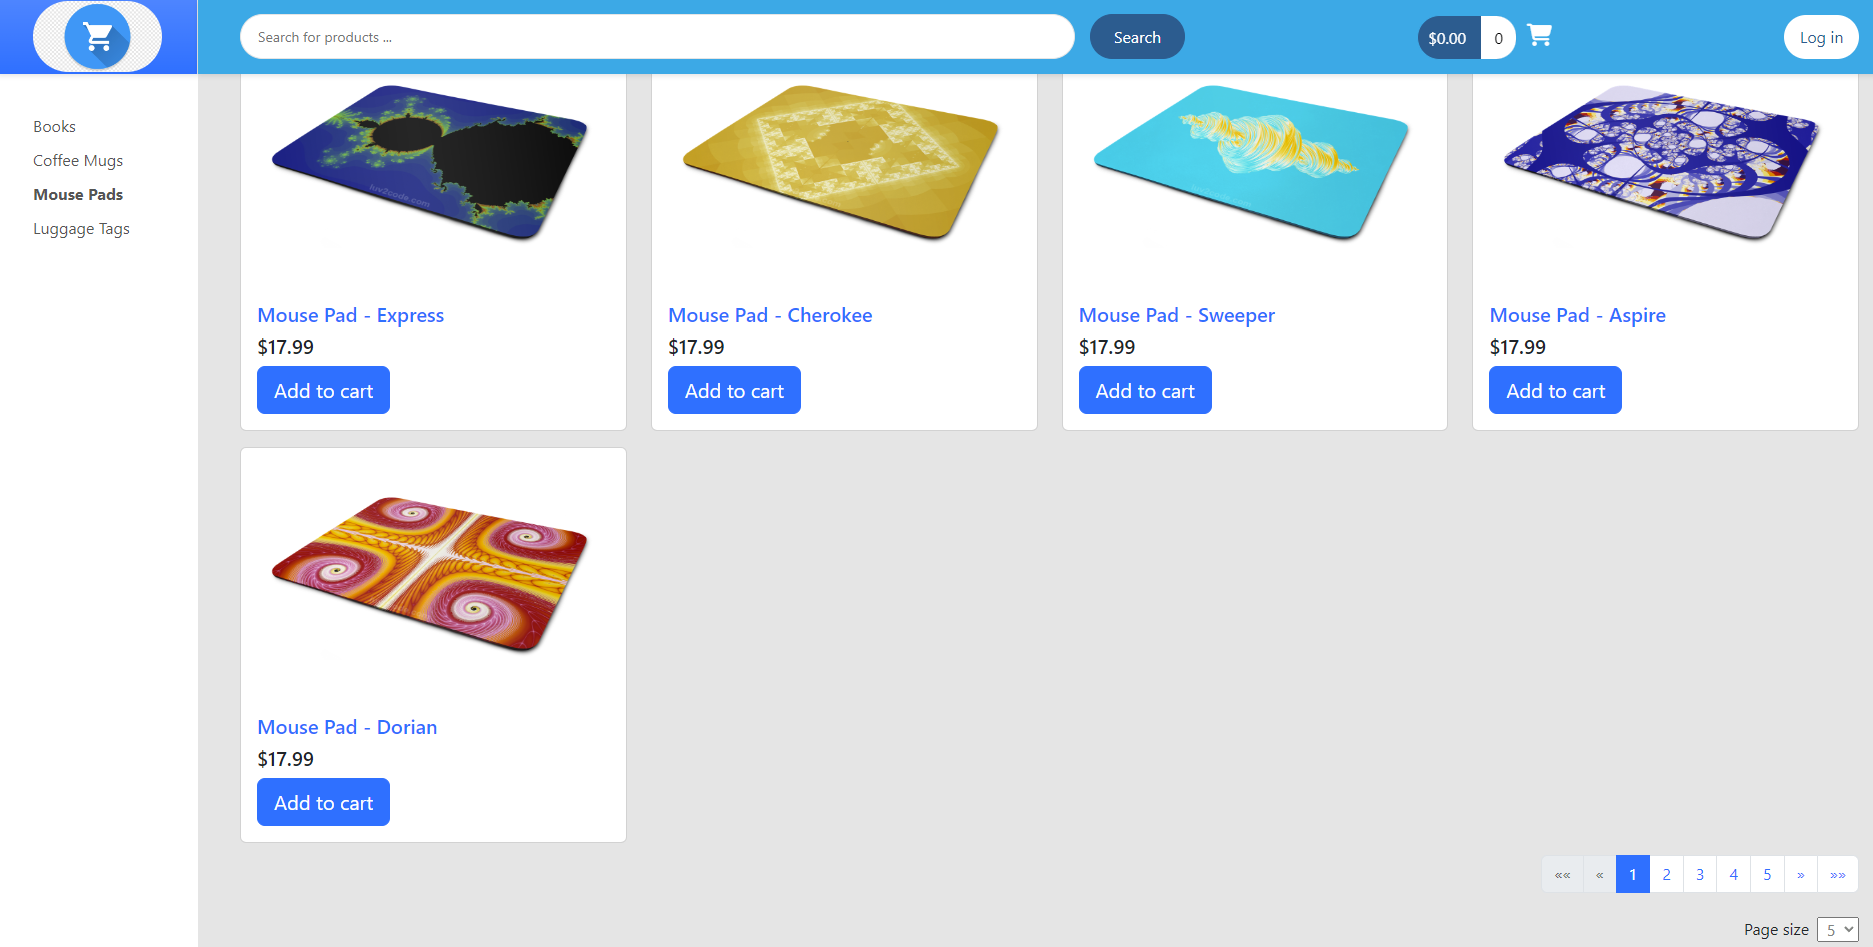 Search for products ...
Search
$0.00
0
Log in
Books
Coffee Mugs
Mouse Pads
Luggage Tags
luv2code.com
Mouse Pad - Express
$17.99
Add to cart
Mouse Pad - Cherokee
$17.99
Add to cart
Mouse Pad - Sweeper
$17.99
Add to cart
Mouse Pad - Aspire
$17.99
Add to cart
Mouse Pad - Dorian
$17.99
Add to cart
«« « 1 2 3 4 5 » »»
Page size 5